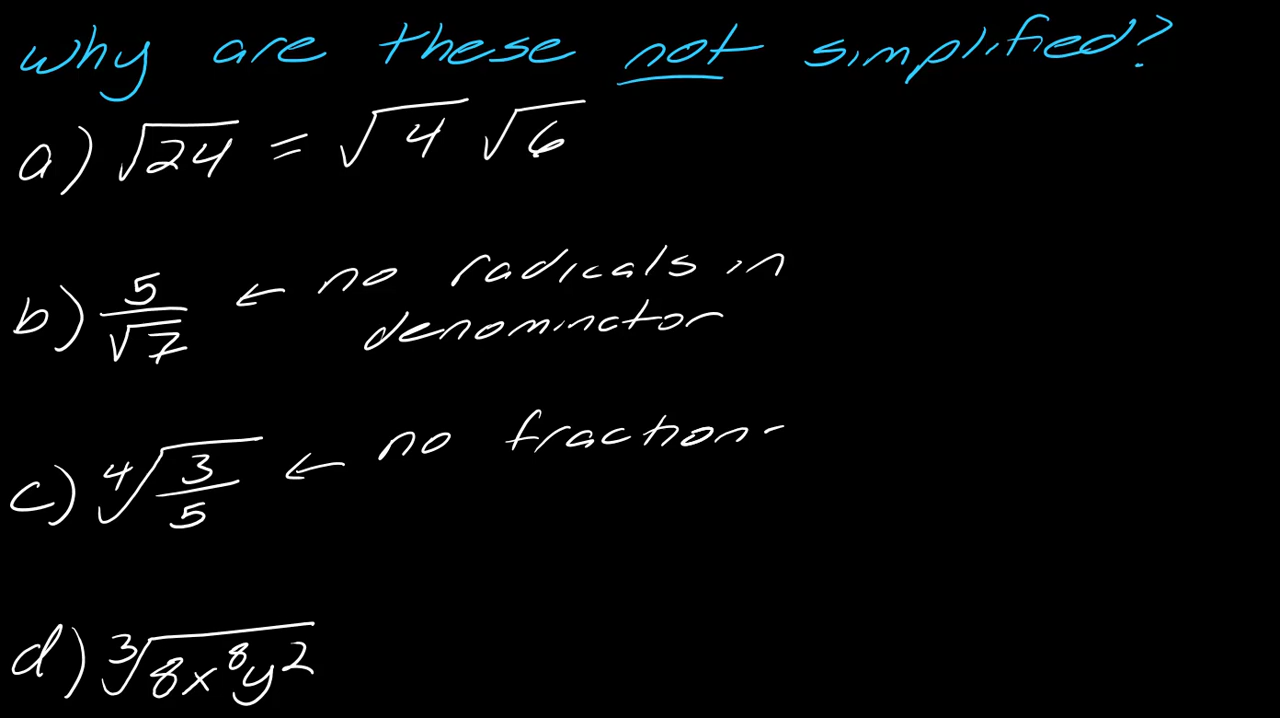 why are these not simplified?
a) √24 = √4 √6
b) 5/√7 ← no radicals in
denominator
c) ⁴√(3/5) ← no fraction
d) ³√(8x⁸y²)